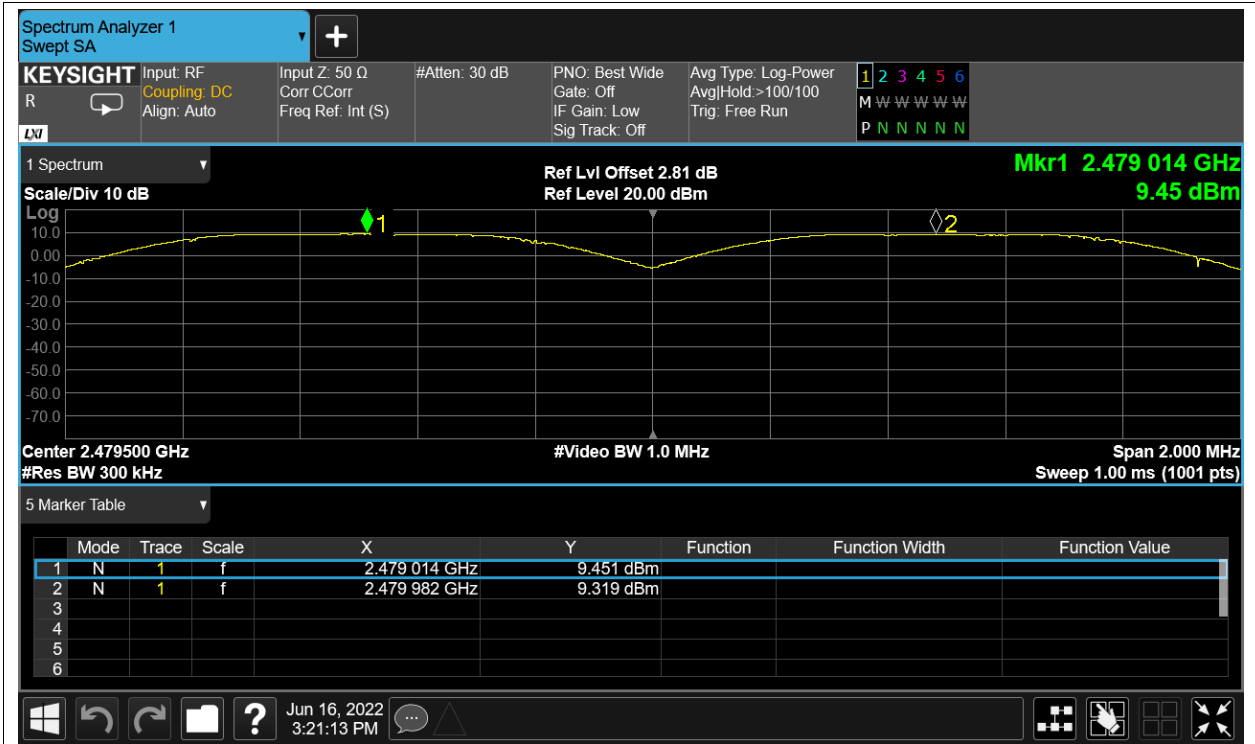 Spectrum Analyzer 1
Swept SA
KEYSIGHT Input: RF Input Z: 50 Ω #Atten: 30 dB PNO: Best Wide Avg Type: Log-Power 1 2 3 4 5 6
R Coupling: DC Corr CCorr Gate: Off Avg|Hold:>100/100 M W W W W W
Align: Auto Freq Ref: Int (S) IF Gain: Low Trig: Free Run P N N N N N
LXI Sig Track: Off
1 Spectrum Ref Lvl Offset 2.81 dB Mkr1 2.479 014 GHz
Scale/Div 10 dB Ref Level 20.00 dBm 9.45 dBm
Log
1 2
10.0
0.00
-10.0
-20.0
-30.0
-40.0
-50.0
-60.0
-70.0
Center 2.479500 GHz #Video BW 1.0 MHz Span 2.000 MHz
#Res BW 300 kHz Sweep 1.00 ms (1001 pts)
5 Marker Table
Mode Trace Scale X Y Function Function Width Function Value
1 N 1 f 2.479 014 GHz 9.451 dBm
2 N 1 f 2.479 982 GHz 9.319 dBm
3
4
5
6
? Jun 16, 2022
3:21:13 PM